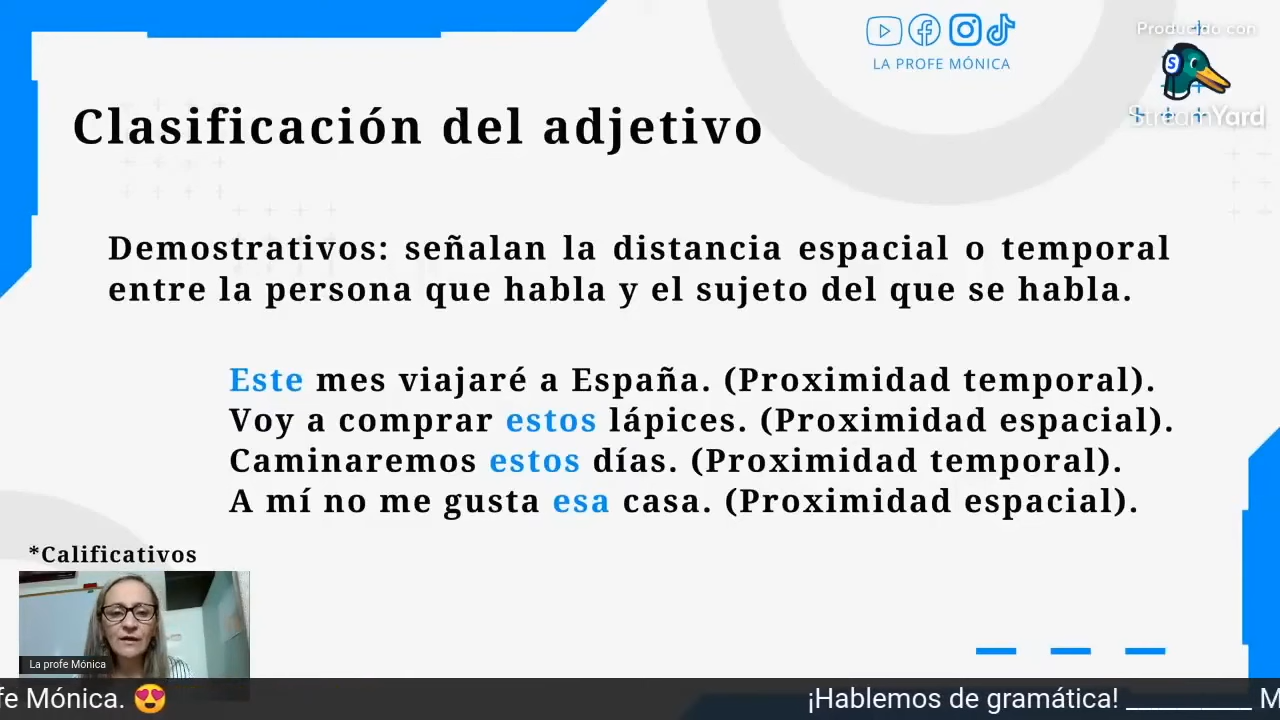 LA PROFE MÓNICA
Producido con
StreamYard
Clasificación del adjetivo
Demostrativos: señalan la distancia espacial o temporal
entre la persona que habla y el sujeto del que se habla.
Este mes viajaré a España. (Proximidad temporal).
Voy a comprar estos lápices. (Proximidad espacial).
Caminaremos estos días. (Proximidad temporal).
A mí no me gusta esa casa. (Proximidad espacial).
*Calificativos
La profe Mónica
fe Mónica. 😍 ¡Hablemos de gramática! _________ M